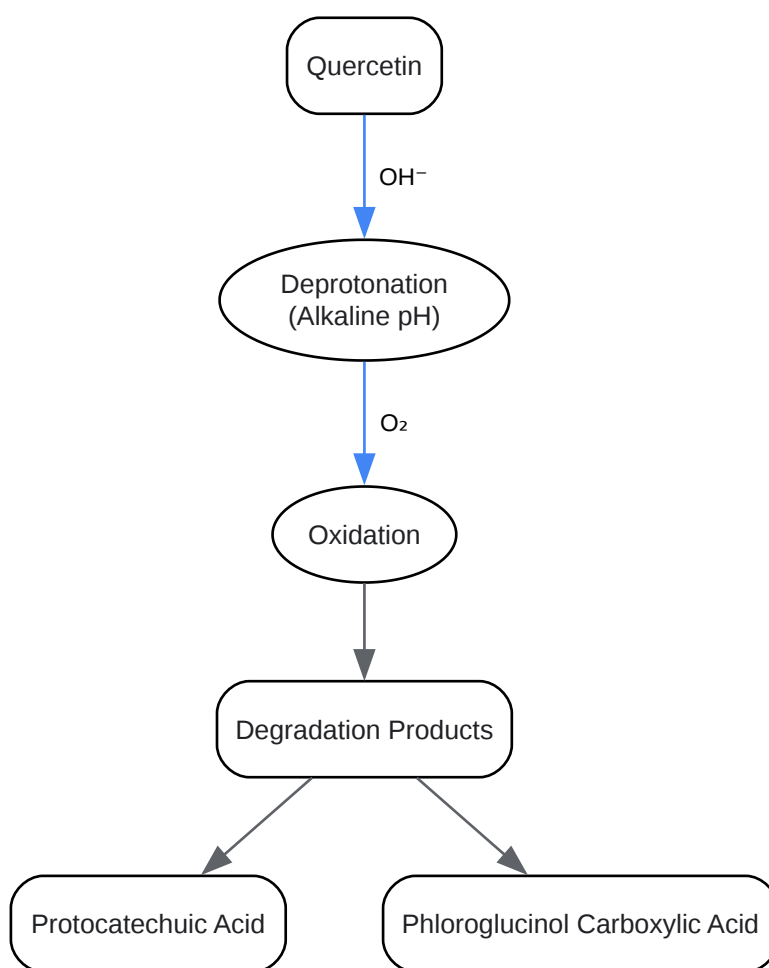 Quercetin
OH⁻
Deprotonation
(Alkaline pH)
O₂
Oxidation
Degradation Products
Protocatechuic Acid
Phloroglucinol Carboxylic Acid